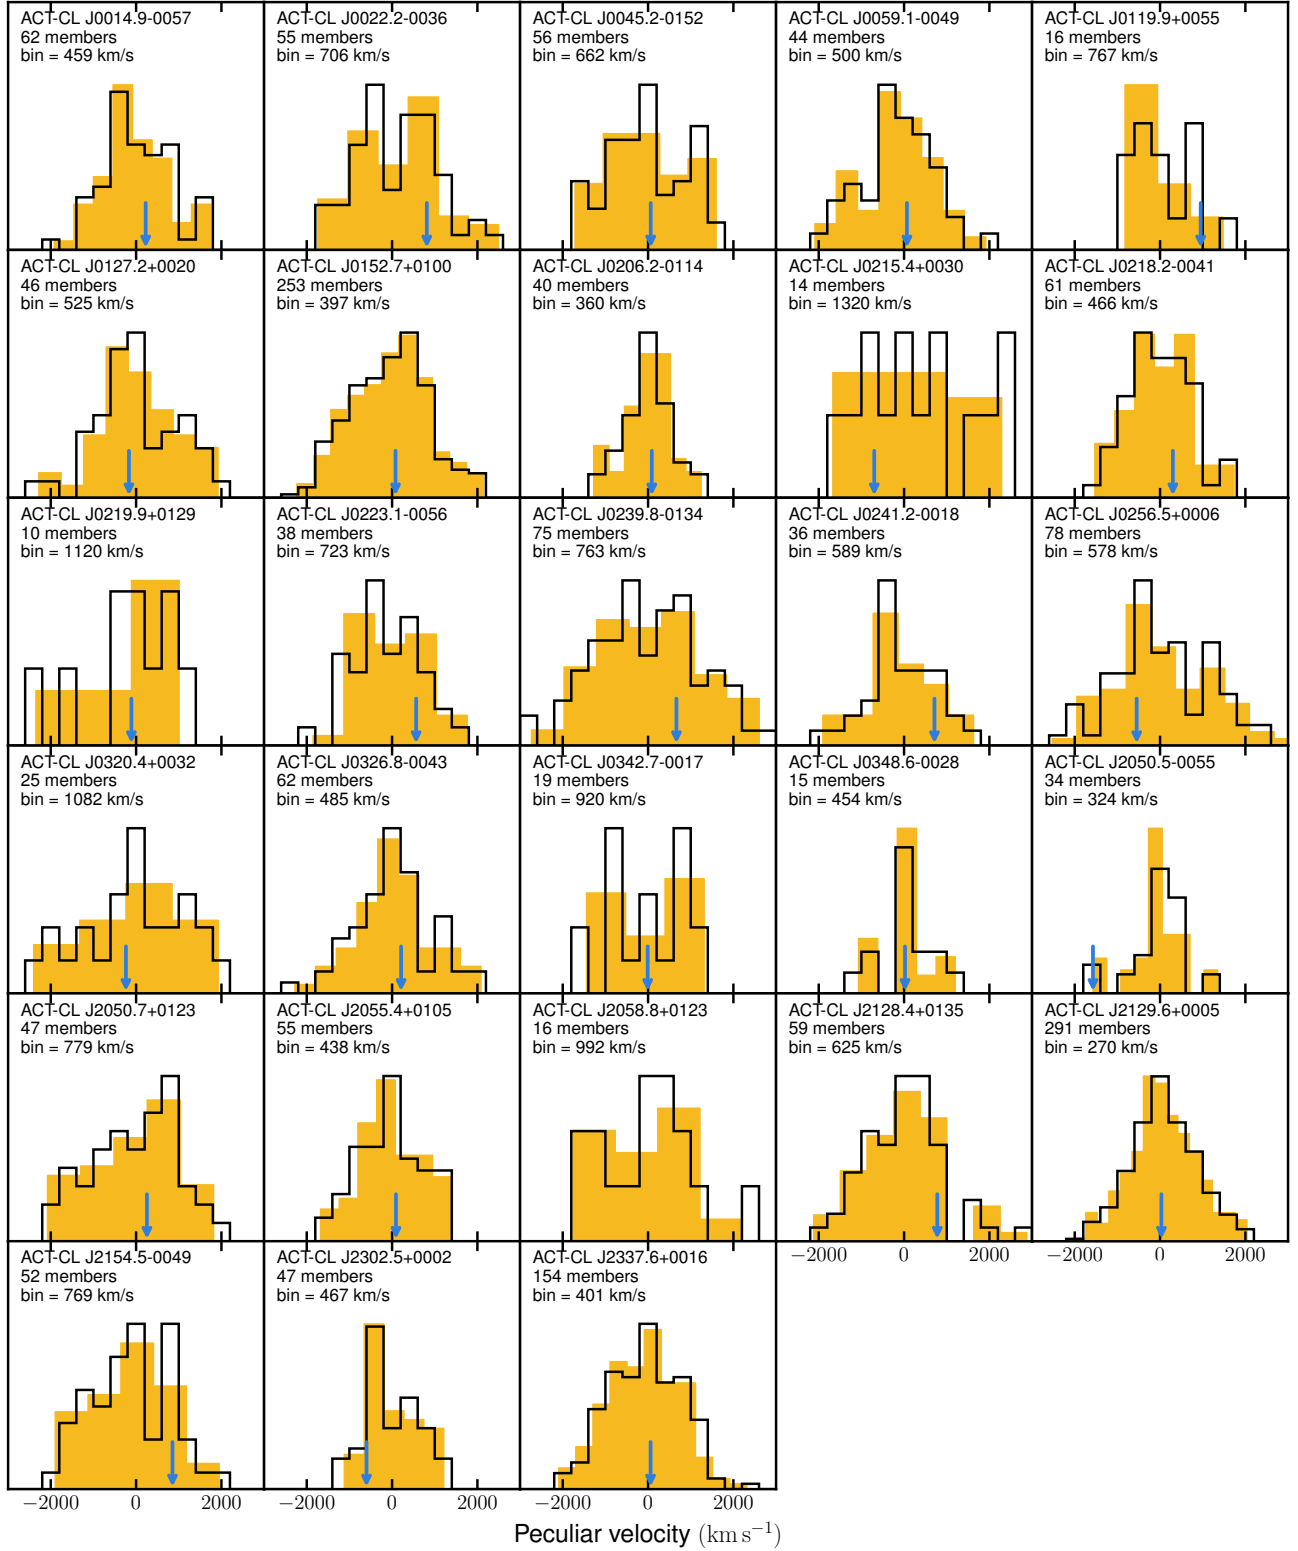 ACT-CL J0014.9-0057
62 members
bin = 459 km/s
ACT-CL J0022.2-0036
55 members
bin = 706 km/s
ACT-CL J0045.2-0152
56 members
bin = 662 km/s
ACT-CL J0059.1-0049
44 members
bin = 500 km/s
ACT-CL J0119.9+0055
16 members
bin = 767 km/s
ACT-CL J0127.2+0020
46 members
bin = 525 km/s
ACT-CL J0152.7+0100
253 members
bin = 397 km/s
ACT-CL J0206.2-0114
40 members
bin = 360 km/s
ACT-CL J0215.4+0030
14 members
bin = 1320 km/s
ACT-CL J0218.2-0041
61 members
bin = 466 km/s
ACT-CL J0219.9+0129
10 members
bin = 1120 km/s
ACT-CL J0223.1-0056
38 members
bin = 723 km/s
ACT-CL J0239.8-0134
75 members
bin = 763 km/s
ACT-CL J0241.2-0018
36 members
bin = 589 km/s
ACT-CL J0256.5+0006
78 members
bin = 578 km/s
ACT-CL J0320.4+0032
25 members
bin = 1082 km/s
ACT-CL J0326.8-0043
62 members
bin = 485 km/s
ACT-CL J0342.7-0017
19 members
bin = 920 km/s
ACT-CL J0348.6-0028
15 members
bin = 454 km/s
ACT-CL J2050.5-0055
34 members
bin = 324 km/s
ACT-CL J2050.7+0123
47 members
bin = 779 km/s
ACT-CL J2055.4+0105
55 members
bin = 438 km/s
ACT-CL J2058.8+0123
16 members
bin = 992 km/s
ACT-CL J2128.4+0135
59 members
bin = 625 km/s
ACT-CL J2129.6+0005
291 members
bin = 270 km/s
−2000 0 2000
−2000 0 2000
ACT-CL J2154.5-0049
52 members
bin = 769 km/s
ACT-CL J2302.5+0002
47 members
bin = 467 km/s
ACT-CL J2337.6+0016
154 members
bin = 401 km/s
−2000 0 2000
−2000 0 2000
−2000 0 2000
Peculiar velocity (km s⁻¹)